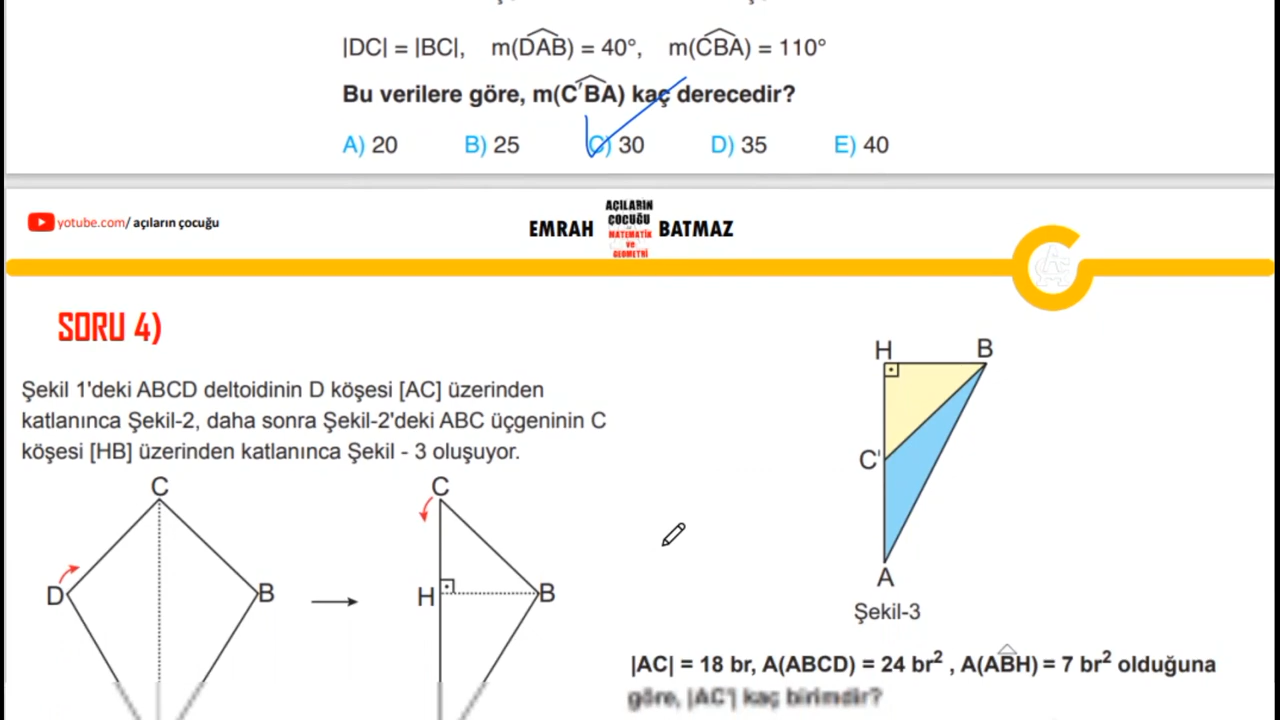 |DC| = |BC|, m(DAB) = 40°, m(CBA) = 110°
Bu verilere göre, m(C'BA) kaç derecedir?
A) 20 B) 25 C) 30 D) 35 E) 40
yotube.com/ açıların çocuğu
EMRAH AÇILARIN ÇOCUĞU MATEMATİK ve GEOMETRİ BATMAZ
SORU 4)
Şekil 1'deki ABCD deltoidinin D köşesi [AC] üzerinden
katlanınca Şekil-2, daha sonra Şekil-2'deki ABC üçgeninin C
köşesi [HB] üzerinden katlanınca Şekil - 3 oluşuyor.
C
D
B
C
H
B
H B
C'
A
Şekil-3
|AC| = 18 br, A(ABCD) = 24 br², A(ABH) = 7 br² olduğuna
göre, |AC'| kaç birimdir?